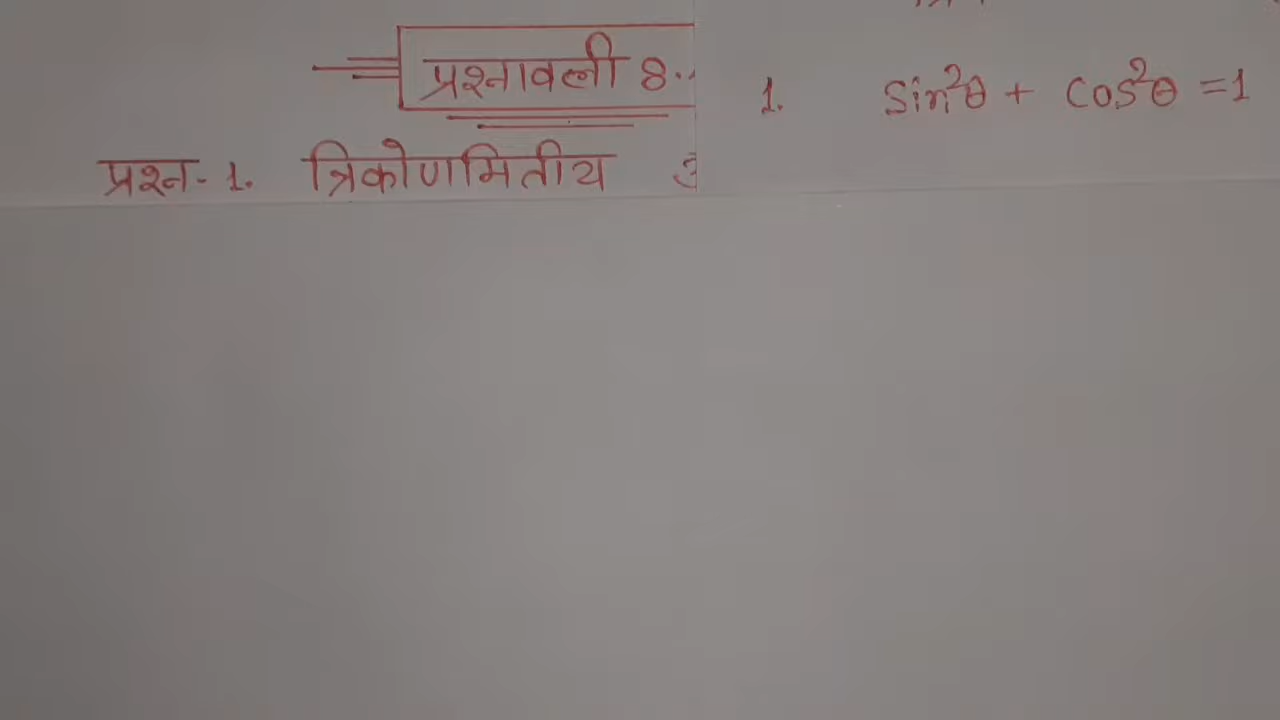 प्रश्नावली 8.
प्रश्न- 1. त्रिकोणमितीय
1. Sin²θ + Cos²θ = 1